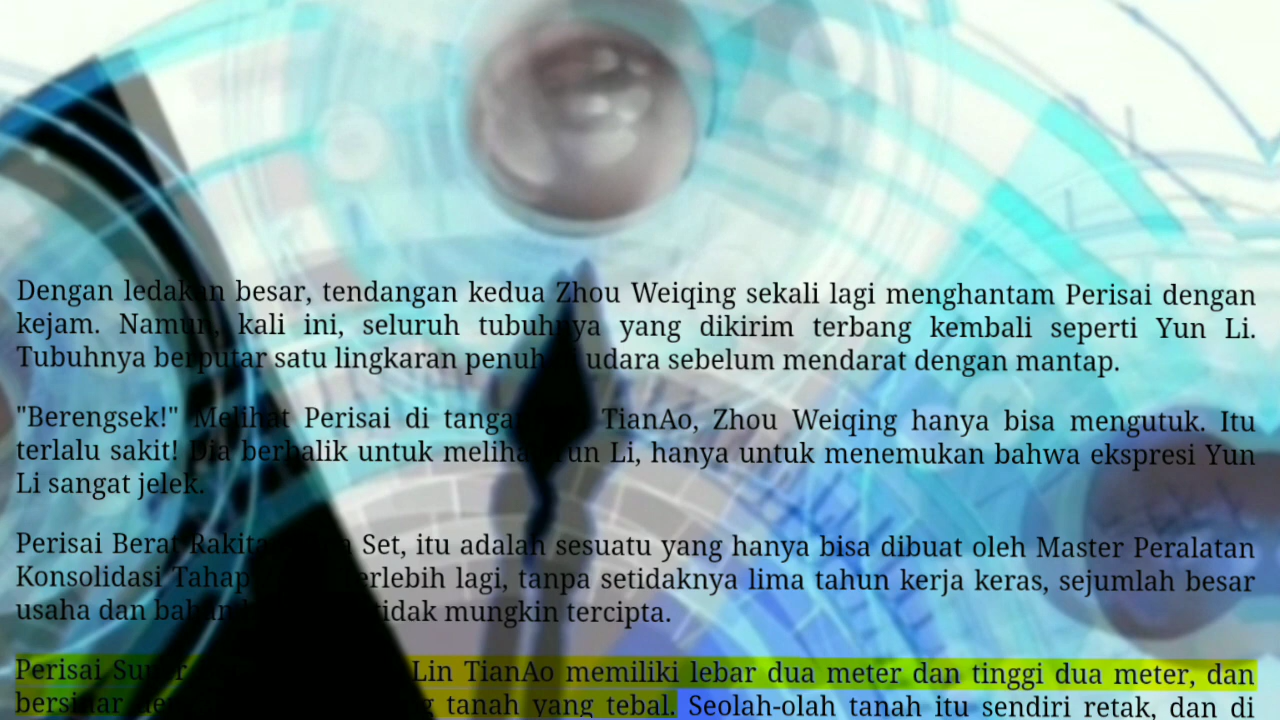 Dengan ledakan besar, tendangan kedua Zhou Weiqing sekali lagi menghantam Perisai dengan
kejam. Namun, kali ini, seluruh tubuhnya yang dikirim terbang kembali seperti Yun Li.
Tubuhnya berputar satu lingkaran penuh udara sebelum mendarat dengan mantap.
"Berengsek!" Melihat Perisai di tanga TianAo, Zhou Weiqing hanya bisa mengutuk. Itu
terlalu sakit! Dia berbalik untuk meliha Yun Li, hanya untuk menemukan bahwa ekspresi Yun
Li sangat jelek.
Perisai Berat Rakita Set, itu adalah sesuatu yang hanya bisa dibuat oleh Master Peralatan
Konsolidasi Tahap erlebih lagi, tanpa setidaknya lima tahun kerja keras, sejumlah besar
usaha dan tidak mungkin tercipta.
Perisai Super Lin TianAo memiliki lebar dua meter dan tinggi dua meter, dan
bersinar tanah yang tebal. Seolah-olah tanah itu sendiri retak, dan di